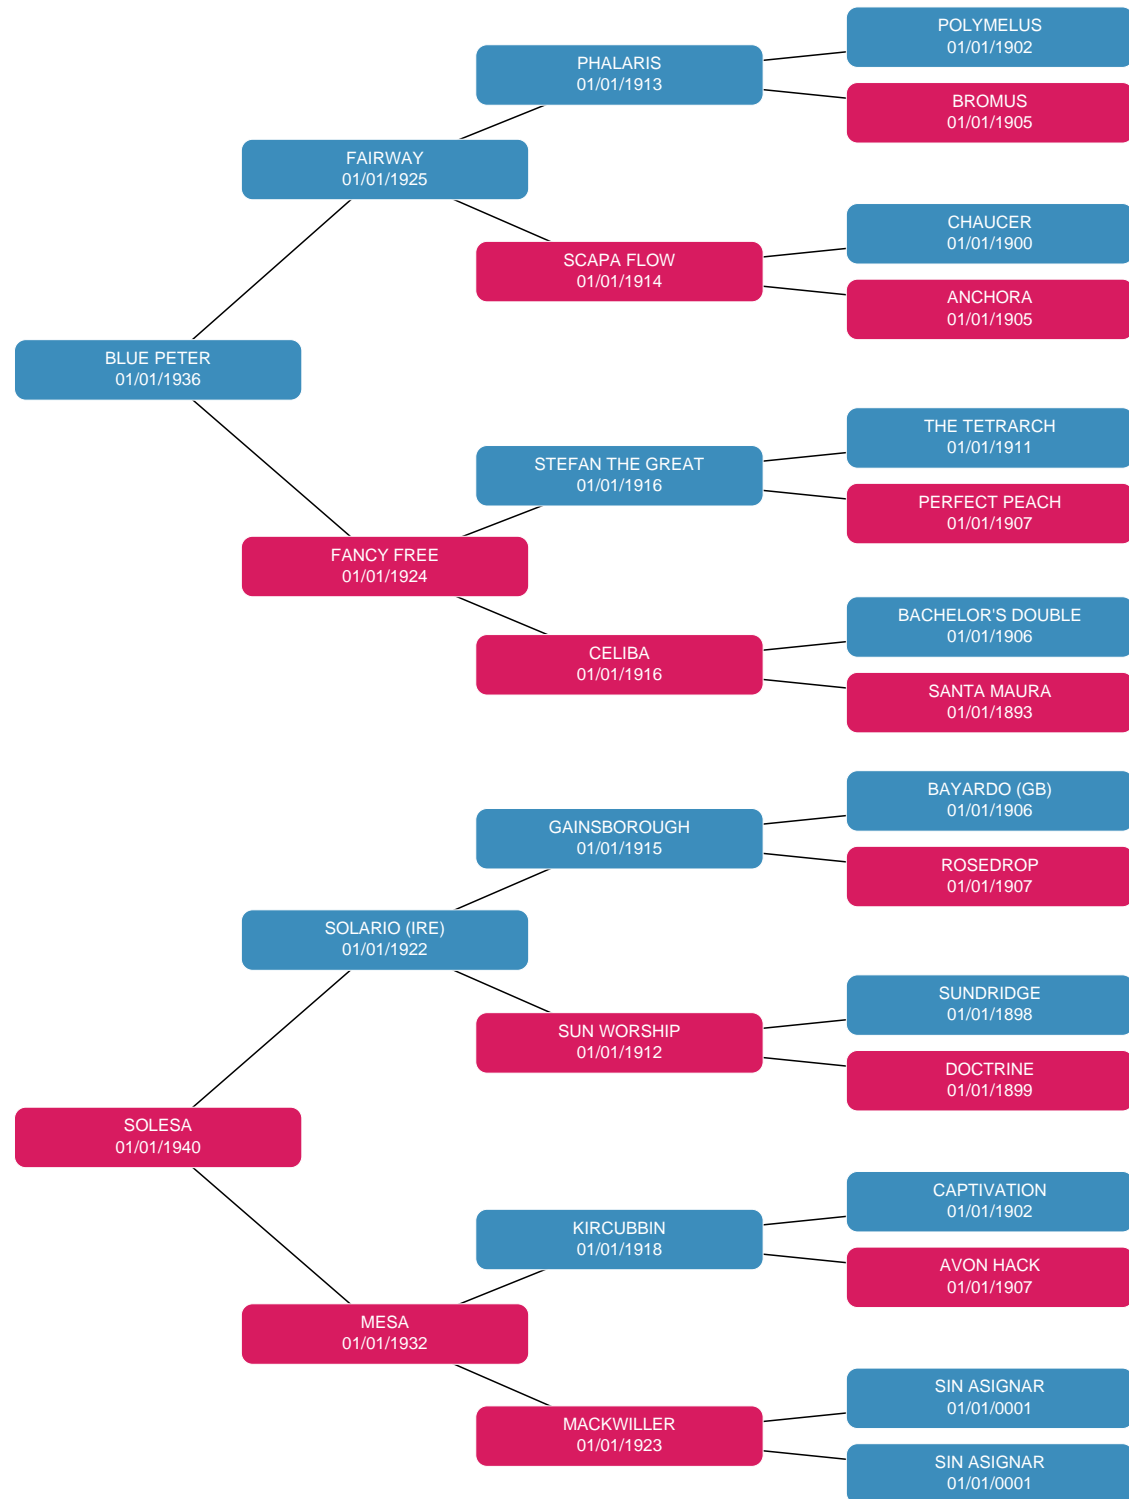 POLYMELUS
01/01/1902
PHALARIS
01/01/1913
BROMUS
01/01/1905
FAIRWAY
01/01/1925
CHAUCER
01/01/1900
SCAPA FLOW
01/01/1914
ANCHORA
01/01/1905
BLUE PETER
01/01/1936
THE TETRARCH
01/01/1911
STEFAN THE GREAT
01/01/1916
PERFECT PEACH
01/01/1907
FANCY FREE
01/01/1924
BACHELOR'S DOUBLE
01/01/1906
CELIBA
01/01/1916
SANTA MAURA
01/01/1893
BAYARDO (GB)
01/01/1906
GAINSBOROUGH
01/01/1915
ROSEDROP
01/01/1907
SOLARIO (IRE)
01/01/1922
SUNDRIDGE
01/01/1898
SUN WORSHIP
01/01/1912
DOCTRINE
01/01/1899
SOLESA
01/01/1940
CAPTIVATION
01/01/1902
KIRCUBBIN
01/01/1918
AVON HACK
01/01/1907
MESA
01/01/1932
SIN ASIGNAR
01/01/0001
MACKWILLER
01/01/1923
SIN ASIGNAR
01/01/0001